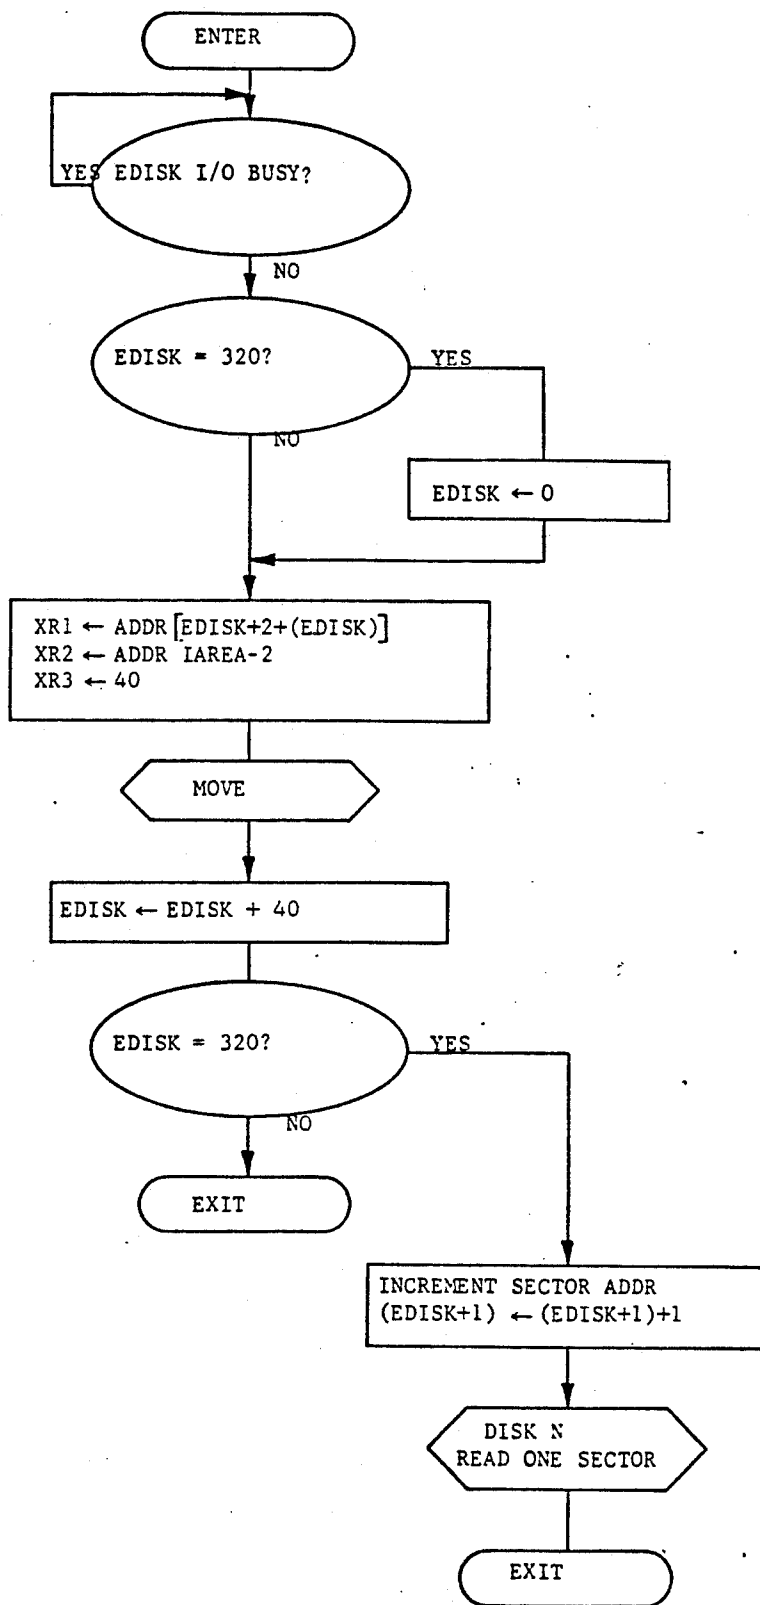 ENTER
YES EDISK I/O BUSY?
NO
EDISK = 320?
YES
NO
EDISK ← 0
XR1 ← ADDR [EDISK+2+(EDISK)]
XR2 ← ADDR IAREA-2
XR3 ← 40
MOVE
EDISK ← EDISK + 40
EDISK = 320?
YES
NO
EXIT
INCREMENT SECTOR ADDR
(EDISK+1) ← (EDISK+1)+1
DISK N
READ ONE SECTOR
EXIT